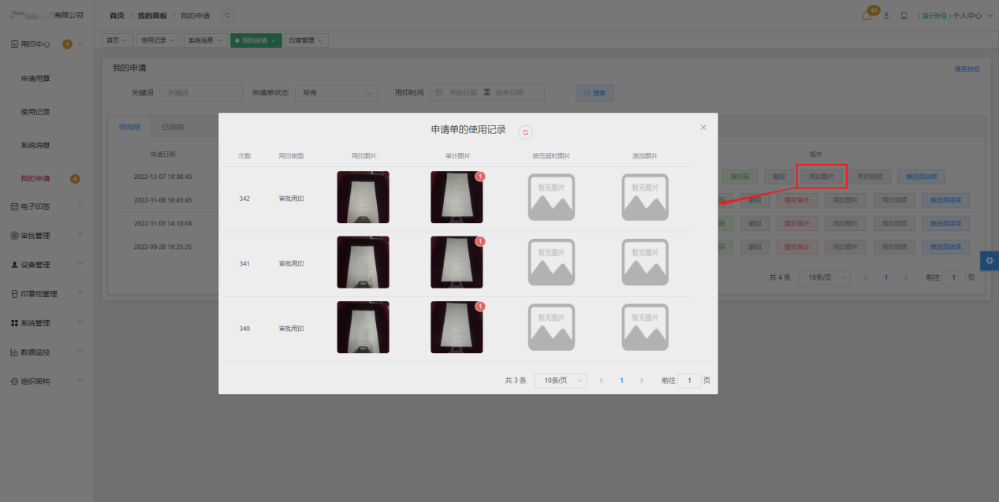 有限公司
首页 我的面板 我的申请
46
(演示账号) 个人中心
用印中心 4
申请用章
使用记录
系统消息
我的申请 4
电子印签
审批管理
设备管理
印章柜管理
系统管理
数据监控
组织架构
首页 × 使用记录 × 系统消息 × 我的申请 × 印章管理 ×
我的申请
搜索按钮
关键词 关键词 申请单状态 所有 用印时间 开始日期 至 结束日期 搜索
待完结 已完结
申请日期 操作
2022-12-07 10:08:43 授权码 撤回 用印图片 用印视频 推送或结束
2022-11-08 10:43:43 码 撤回 提交审计 用印图片 用印视频 推送或结束
2022-11-03 14:10:04 码 撤回 提交审计 用印图片 用印视频 推送或结束
2022-09-28 16:25:25 码 撤回 提交审计 用印图片 用印视频 推送或结束
共 4 条 10条/页 1 前往 1 页
申请单的使用记录
次数 用印类型 用印图片 审计图片 按压超时图片 追加图片
342 审批用印 1 暂无图片 暂无图片
341 审批用印 1 暂无图片 暂无图片
340 审批用印 1 暂无图片 暂无图片
共 3 条 10条/页 1 前往 1 页